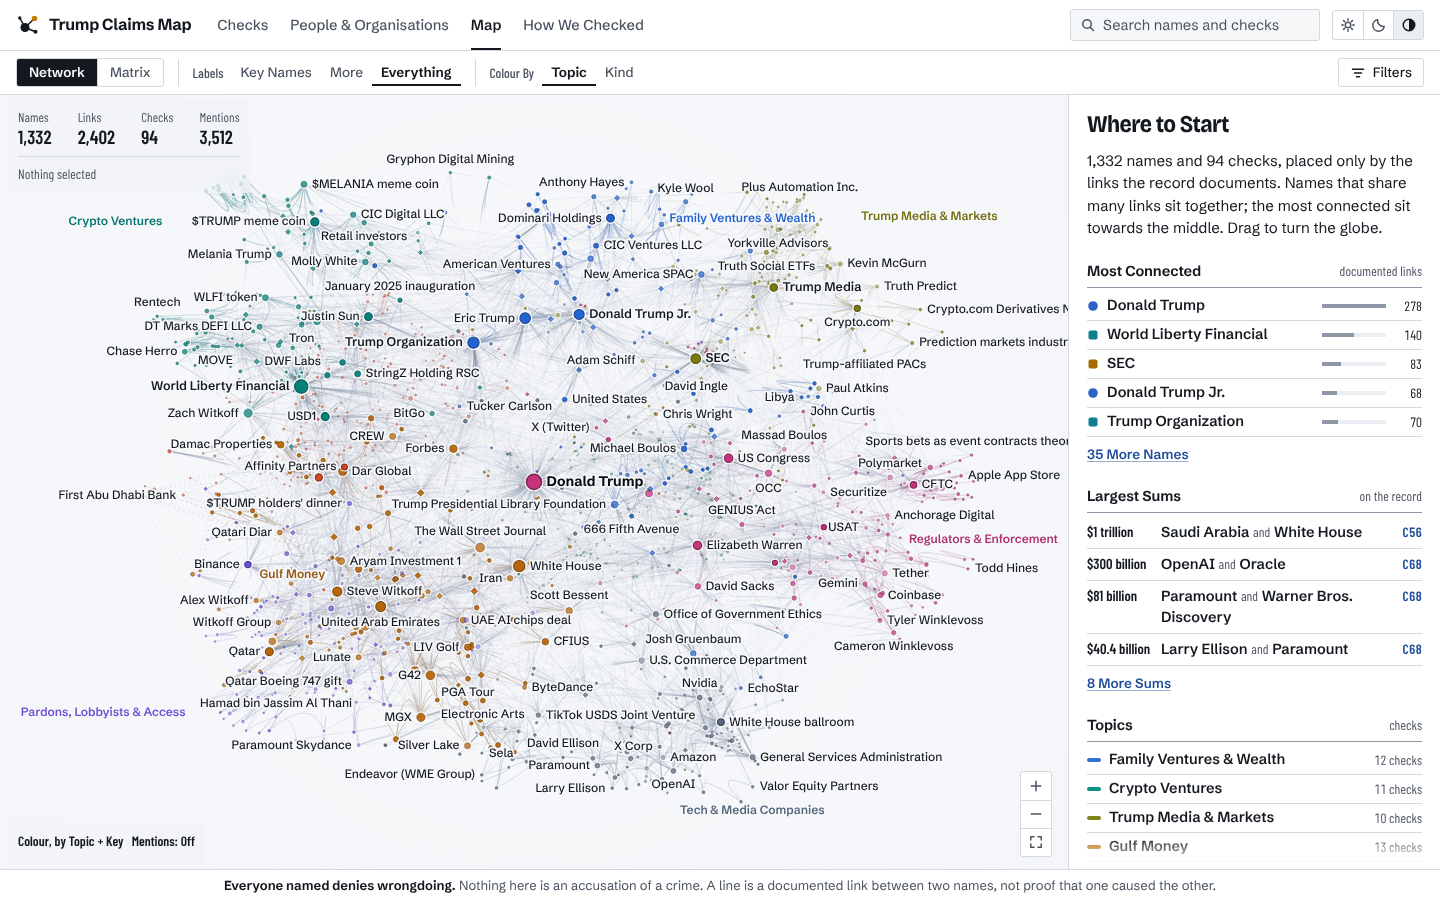 Trump Claims Map
Checks
People & Organisations
Map
How We Checked
Search names and checks
Network
Matrix
Labels
Key Names
More
Everything
Colour By
Topic
Kind
Filters
Names Links Checks Mentions
1,332 2,402 94 3,512
Nothing selected
Gryphon Digital Mining
$MELANIA meme coin
Anthony Hayes
Kyle Wool
Plus Automation Inc.
Crypto Ventures
$TRUMP meme coin
CIC Digital LLC
Dominari Holdings
Family Ventures & Wealth
Trump Media & Markets
Retail investors
CIC Ventures LLC
Yorkville Advisors
Melania Trump
Molly White
American Ventures
New America SPAC
Truth Social ETFs
Kevin McGurn
January 2025 inauguration
Trump Media
Truth Predict
Rentech
WLFI token
Justin Sun
Eric Trump
Donald Trump Jr.
Crypto.com
Crypto.com Derivatives N
DT Marks DEFI LLC
Tron
Trump Organization
Prediction markets industr
Chase Herro
MOVE
DWF Labs
Adam Schiff
SEC
Trump-affiliated PACs
StringZ Holding RSC
World Liberty Financial
David Ingle
Paul Atkins
Zach Witkoff
USD1
BitGo
Tucker Carlson
United States
Libya
John Curtis
Chris Wright
X (Twitter)
Damac Properties
CREW
Forbes
Michael Boulos
Massad Boulos
Sports bets as event contracts theor
Affinity Partners
Dar Global
US Congress
Polymarket
Apple App Store
Donald Trump
OCC
CFTC
First Abu Dhabi Bank
$TRUMP holders' dinner
Trump Presidential Library Foundation
Securitize
GENIUS Act
Anchorage Digital
Qatari Diar
The Wall Street Journal
666 Fifth Avenue
USAT
Elizabeth Warren
Regulators & Enforcement
Binance
Gulf Money
Aryam Investment 1
White House
Tether
Todd Hines
Iran
Steve Witkoff
Scott Bessent
David Sacks
Gemini
Coinbase
Alex Witkoff
Witkoff Group
United Arab Emirates
UAE AI chips deal
Office of Government Ethics
Tyler Winklevoss
Qatar
Lunate
LIV Golf
CFIUS
Josh Gruenbaum
Cameron Winklevoss
U.S. Commerce Department
Qatar Boeing 747 gift
G42
PGA Tour
ByteDance
Nvidia
EchoStar
Hamad bin Jassim Al Thani
Pardons, Lobbyists & Access
MGX
Electronic Arts
TikTok USDS Joint Venture
White House ballroom
Paramount Skydance
Silver Lake
Sela
David Ellison
X Corp
Amazon
General Services Administration
Endeavor (WME Group)
Paramount
Larry Ellison
OpenAI
Valor Equity Partners
Tech & Media Companies
Colour, by Topic + Key Mentions: Off
Where to Start
1,332 names and 94 checks, placed only by the
links the record documents. Names that share
many links sit together; the most connected sit
towards the middle. Drag to turn the globe.
Most Connected documented links
Donald Trump 278
World Liberty Financial 140
SEC 83
Donald Trump Jr. 68
Trump Organization 70
35 More Names
Largest Sums on the record
$1 trillion Saudi Arabia and White House C56
$300 billion OpenAI and Oracle C68
$81 billion Paramount and Warner Bros. C68
Discovery
$40.4 billion Larry Ellison and Paramount C68
8 More Sums
Topics checks
Family Ventures & Wealth 12 checks
Crypto Ventures 11 checks
Trump Media & Markets 10 checks
Gulf Money 13 checks
Everyone named denies wrongdoing. Nothing here is an accusation of a crime. A line is a documented link between two names, not proof that one caused the other.